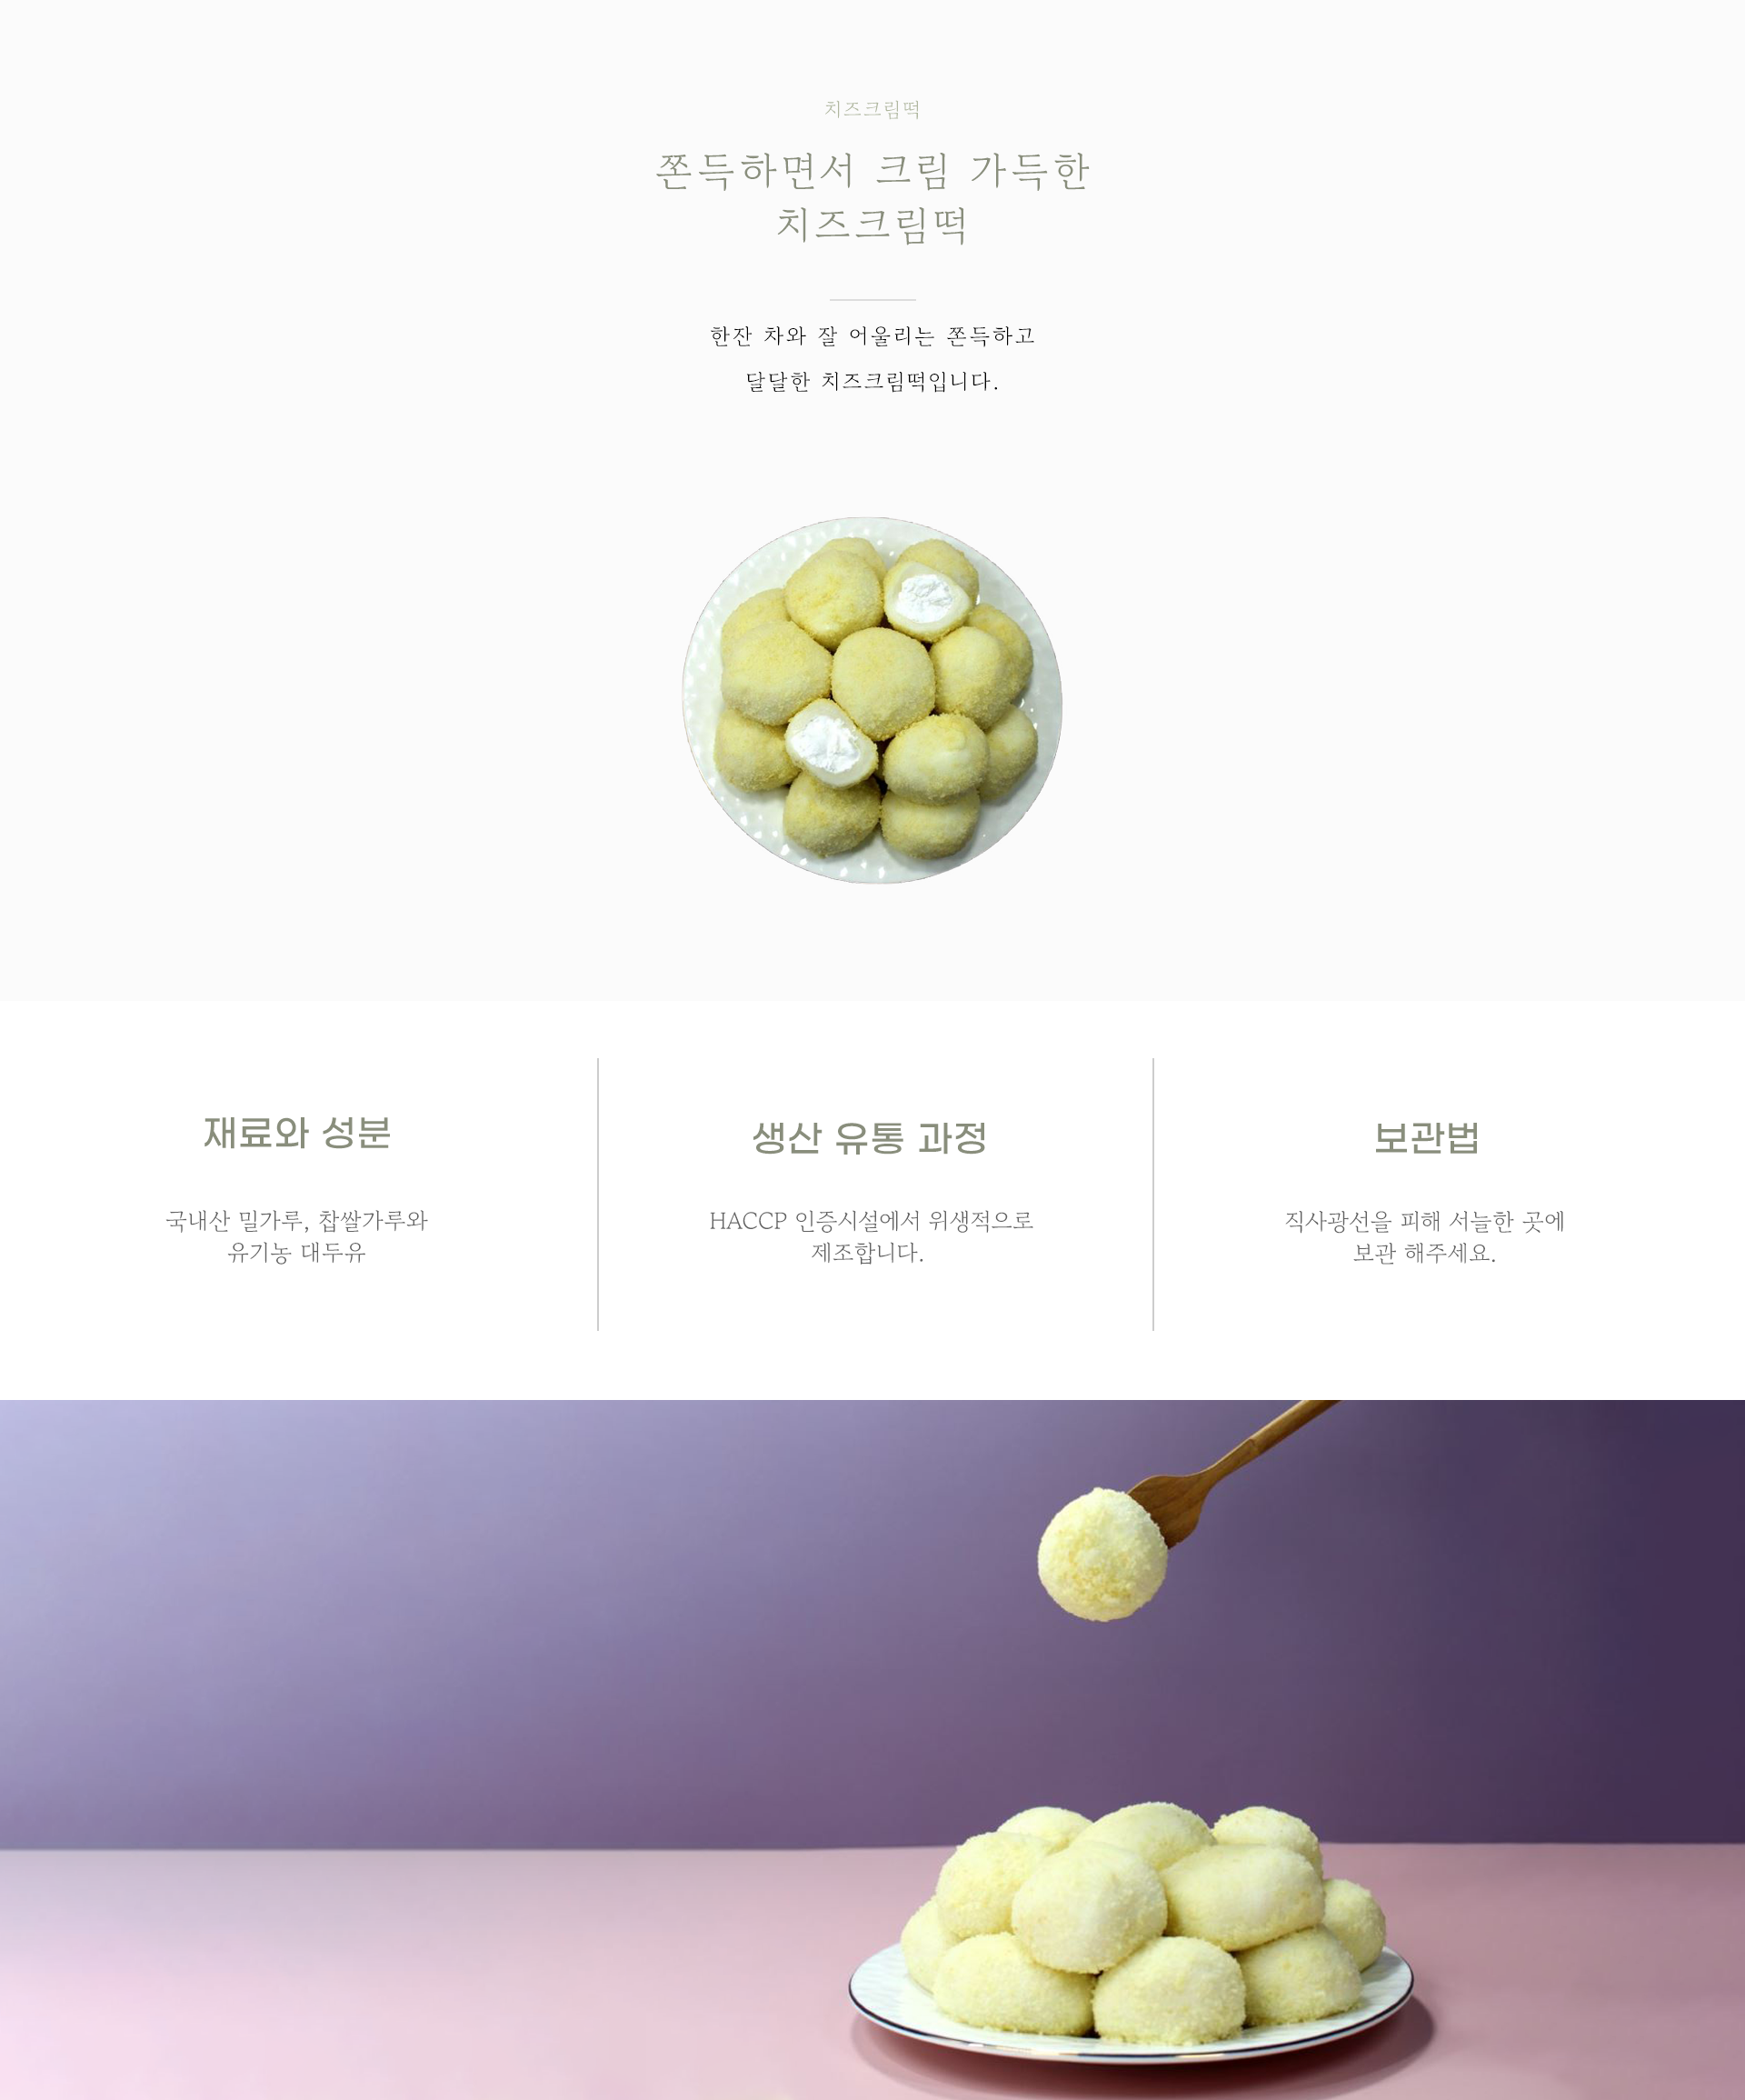 치즈크림떡
쫀득하면서 크림 가득한
치즈크림떡
한잔 차와 잘 어울리는 쫀득하고
달달한 치즈크림떡입니다.
재료와 성분
국내산 밀가루, 찹쌀가루와
유기농 대두유
생산 유통 과정
HACCP 인증시설에서 위생적으로
제조합니다.
보관법
직사광선을 피해 서늘한 곳에
보관 해주세요.